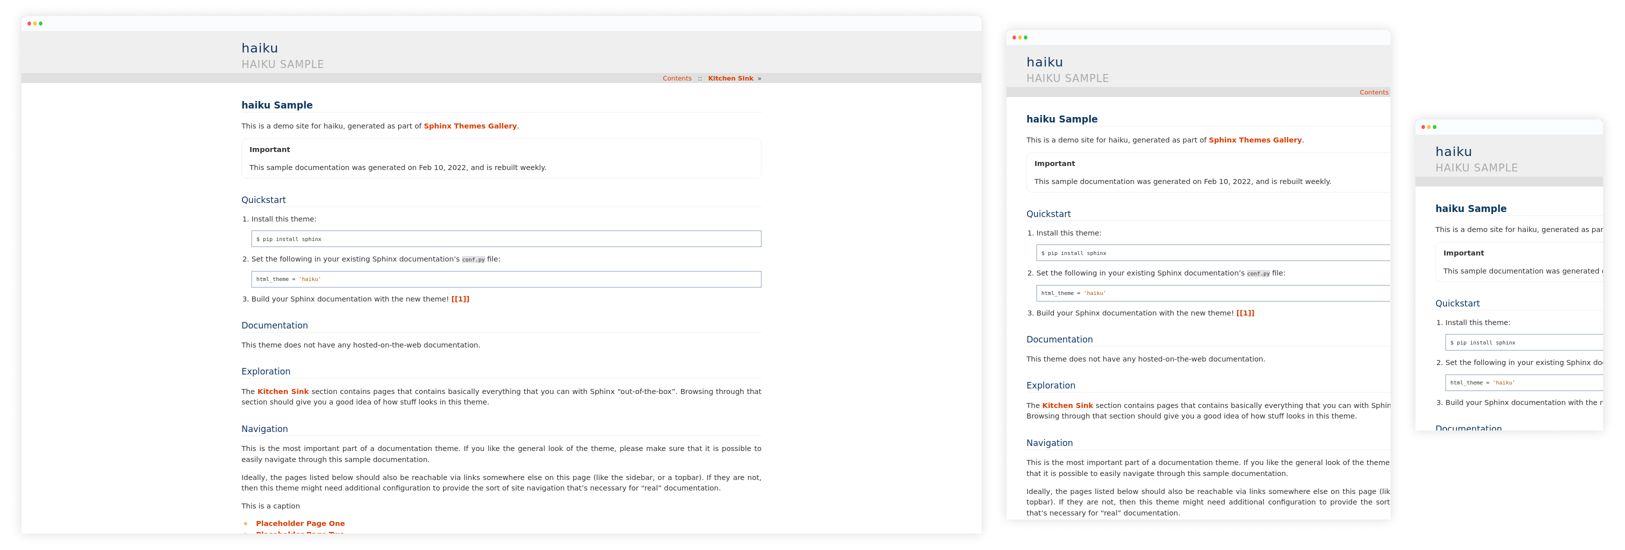 haiku
HAIKU SAMPLE
Contents :: Kitchen Sink »
haiku Sample
This is a demo site for haiku, generated as part of Sphinx Themes Gallery.
Important
This sample documentation was generated on Feb 10, 2022, and is rebuilt weekly.
Quickstart
1. Install this theme:
$ pip install sphinx
2. Set the following in your existing Sphinx documentation’s conf.py file:
html_theme = 'haiku'
3. Build your Sphinx documentation with the new theme! [[1]]
Documentation
This theme does not have any hosted-on-the-web documentation.
Exploration
The Kitchen Sink section contains pages that contains basically everything that you can with Sphinx “out-of-the-box”. Browsing through that
section should give you a good idea of how stuff looks in this theme.
Navigation
This is the most important part of a documentation theme. If you like the general look of the theme, please make sure that it is possible to
easily navigate through this sample documentation.
Ideally, the pages listed below should also be reachable via links somewhere else on this page (like the sidebar, or a topbar). If they are not,
then this theme might need additional configuration to provide the sort of site navigation that’s necessary for “real” documentation.
This is a caption
Placeholder Page One
haiku
HAIKU SAMPLE
Contents
haiku Sample
This is a demo site for haiku, generated as part of Sphinx Themes Gallery.
Important
This sample documentation was generated on Feb 10, 2022, and is rebuilt weekly.
Quickstart
1. Install this theme:
$ pip install sphinx
2. Set the following in your existing Sphinx documentation’s conf.py file:
html_theme = 'haiku'
3. Build your Sphinx documentation with the new theme! [[1]]
Documentation
This theme does not have any hosted-on-the-web documentation.
Exploration
The Kitchen Sink section contains pages that contains basically everything that you can with Sphin
Browsing through that section should give you a good idea of how stuff looks in this theme.
Navigation
This is the most important part of a documentation theme. If you like the general look of the theme
that it is possible to easily navigate through this sample documentation.
Ideally, the pages listed below should also be reachable via links somewhere else on this page (lik
topbar). If they are not, then this theme might need additional configuration to provide the sort
that’s necessary for “real” documentation.
haiku
HAIKU SAMPLE
haiku Sample
This is a demo site for haiku, generated as par
Important
This sample documentation was generated
Quickstart
1. Install this theme:
$ pip install sphinx
2. Set the following in your existing Sphinx do
html_theme = 'haiku'
3. Build your Sphinx documentation with the
Documentation